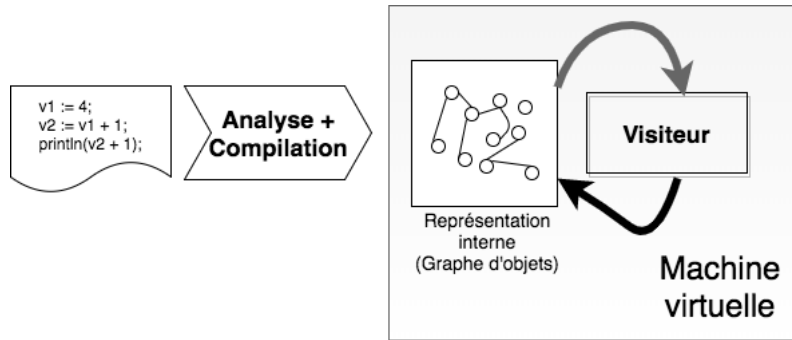 v1 := 4;
v2 := v1 + 1;
println(v2 + 1);
Analyse +
Compilation
Représentation
interne
(Graphe d'objets)
Visiteur
Machine
virtuelle